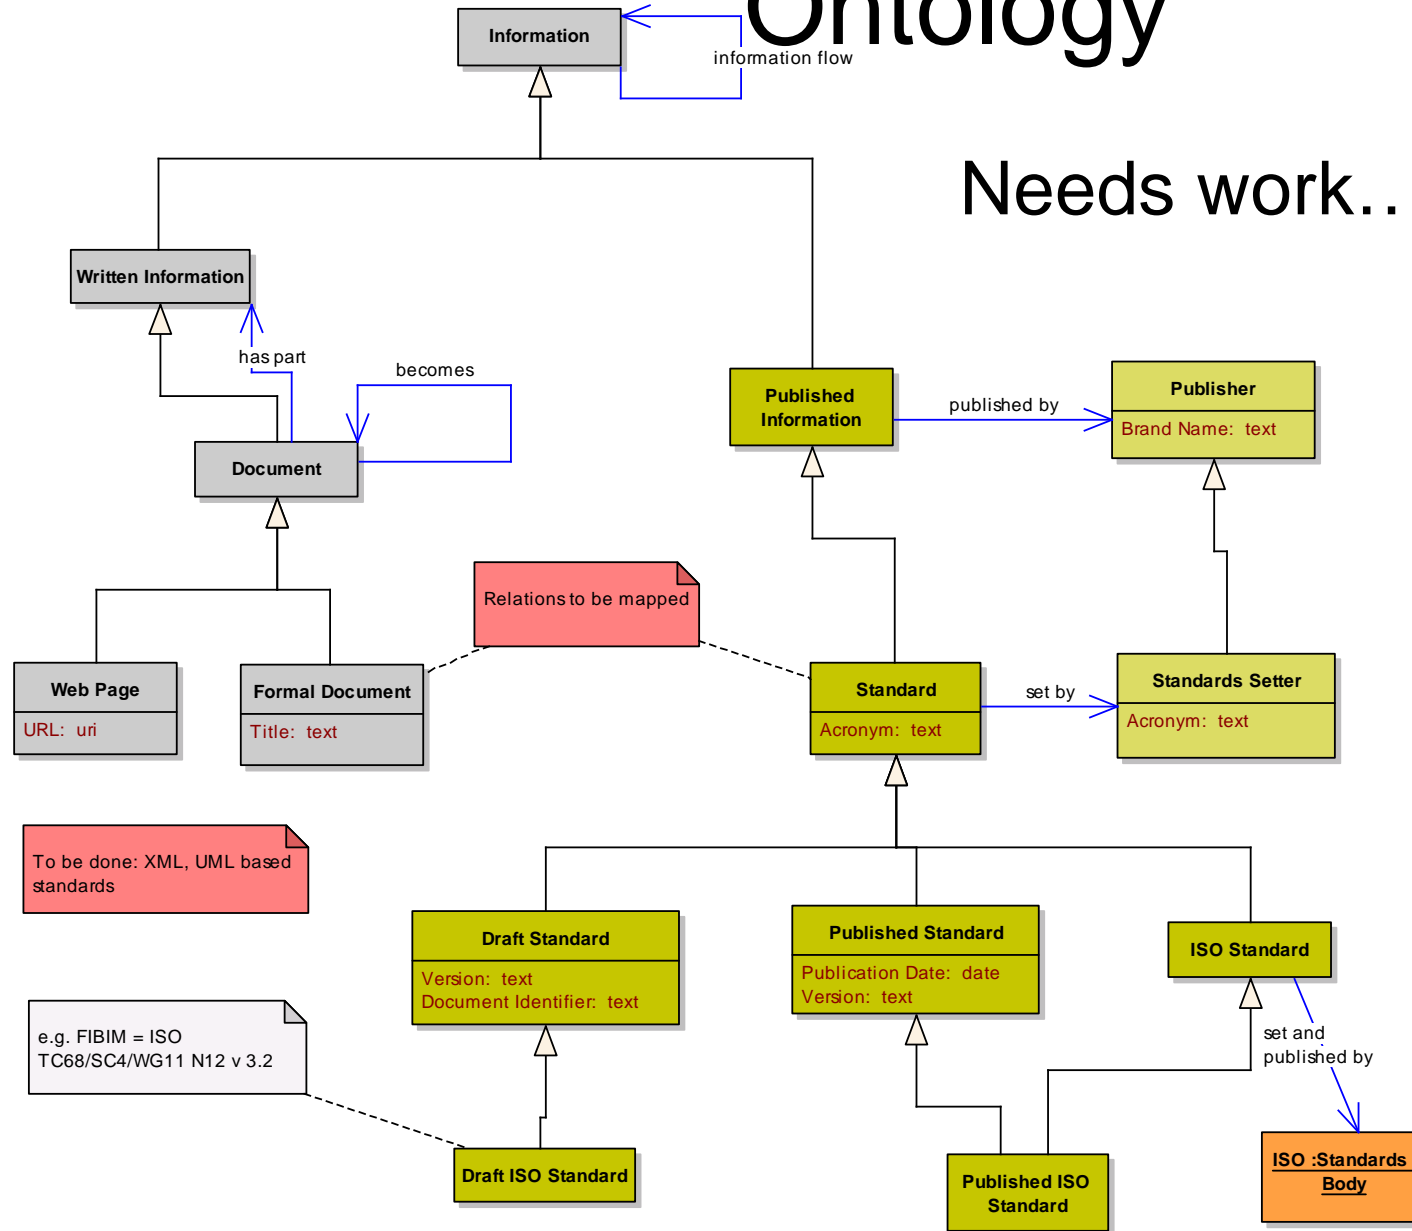 Ontology
Information
information flow
Needs work..
Written Information
has part
becomes
Document
Published
Information
published by
Publisher
Brand Name: text
Relations to be mapped
Web Page
URL: uri
Formal Document
Title: text
Standard
Acronym: text
set by
Standards Setter
Acronym: text
To be done: XML, UML based
standards
Draft Standard
Version: text
Document Identifier: text
Published Standard
Publication Date: date
Version: text
ISO Standard
e.g. FIBIM = ISO
TC68/SC4/WG11 N12 v 3.2
set and
published by
Draft ISO Standard
Published ISO
Standard
ISO :Standards
Body